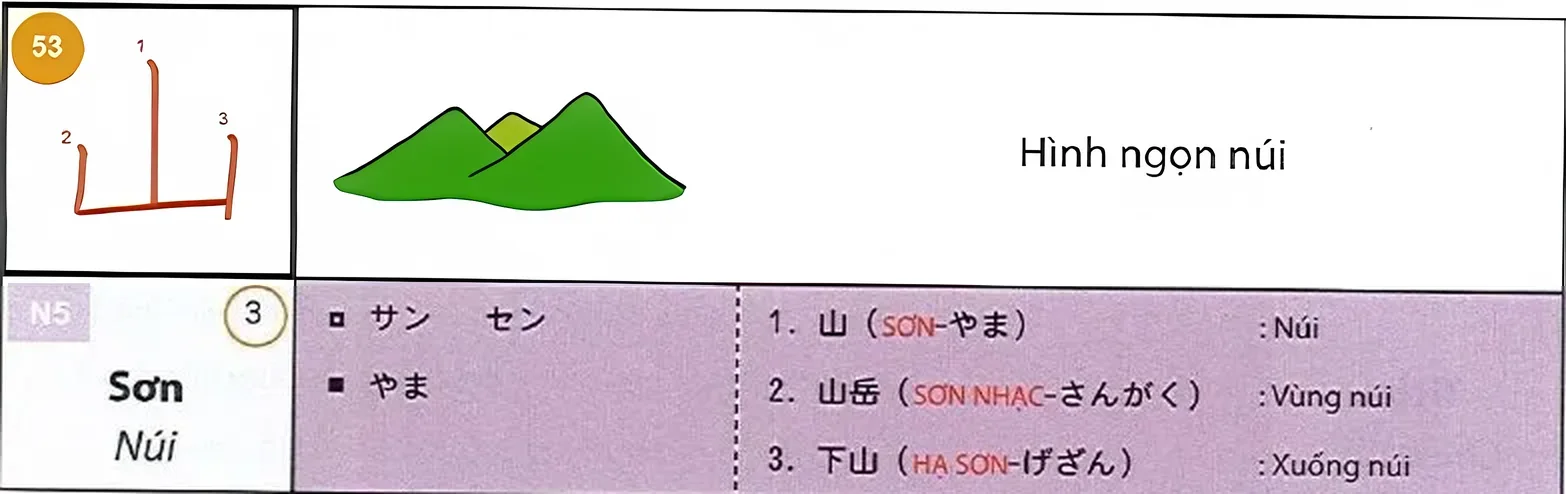 53
1
2
3
Hình ngọn núi
N5
3
Sơn
Núi
サン セン
やま
1. 山（SƠN-やま） : Núi
2. 山岳（SƠN NHẠC-さんがく） : Vùng núi
3. 下山（HẠ SƠN-げざん） : Xuống núi